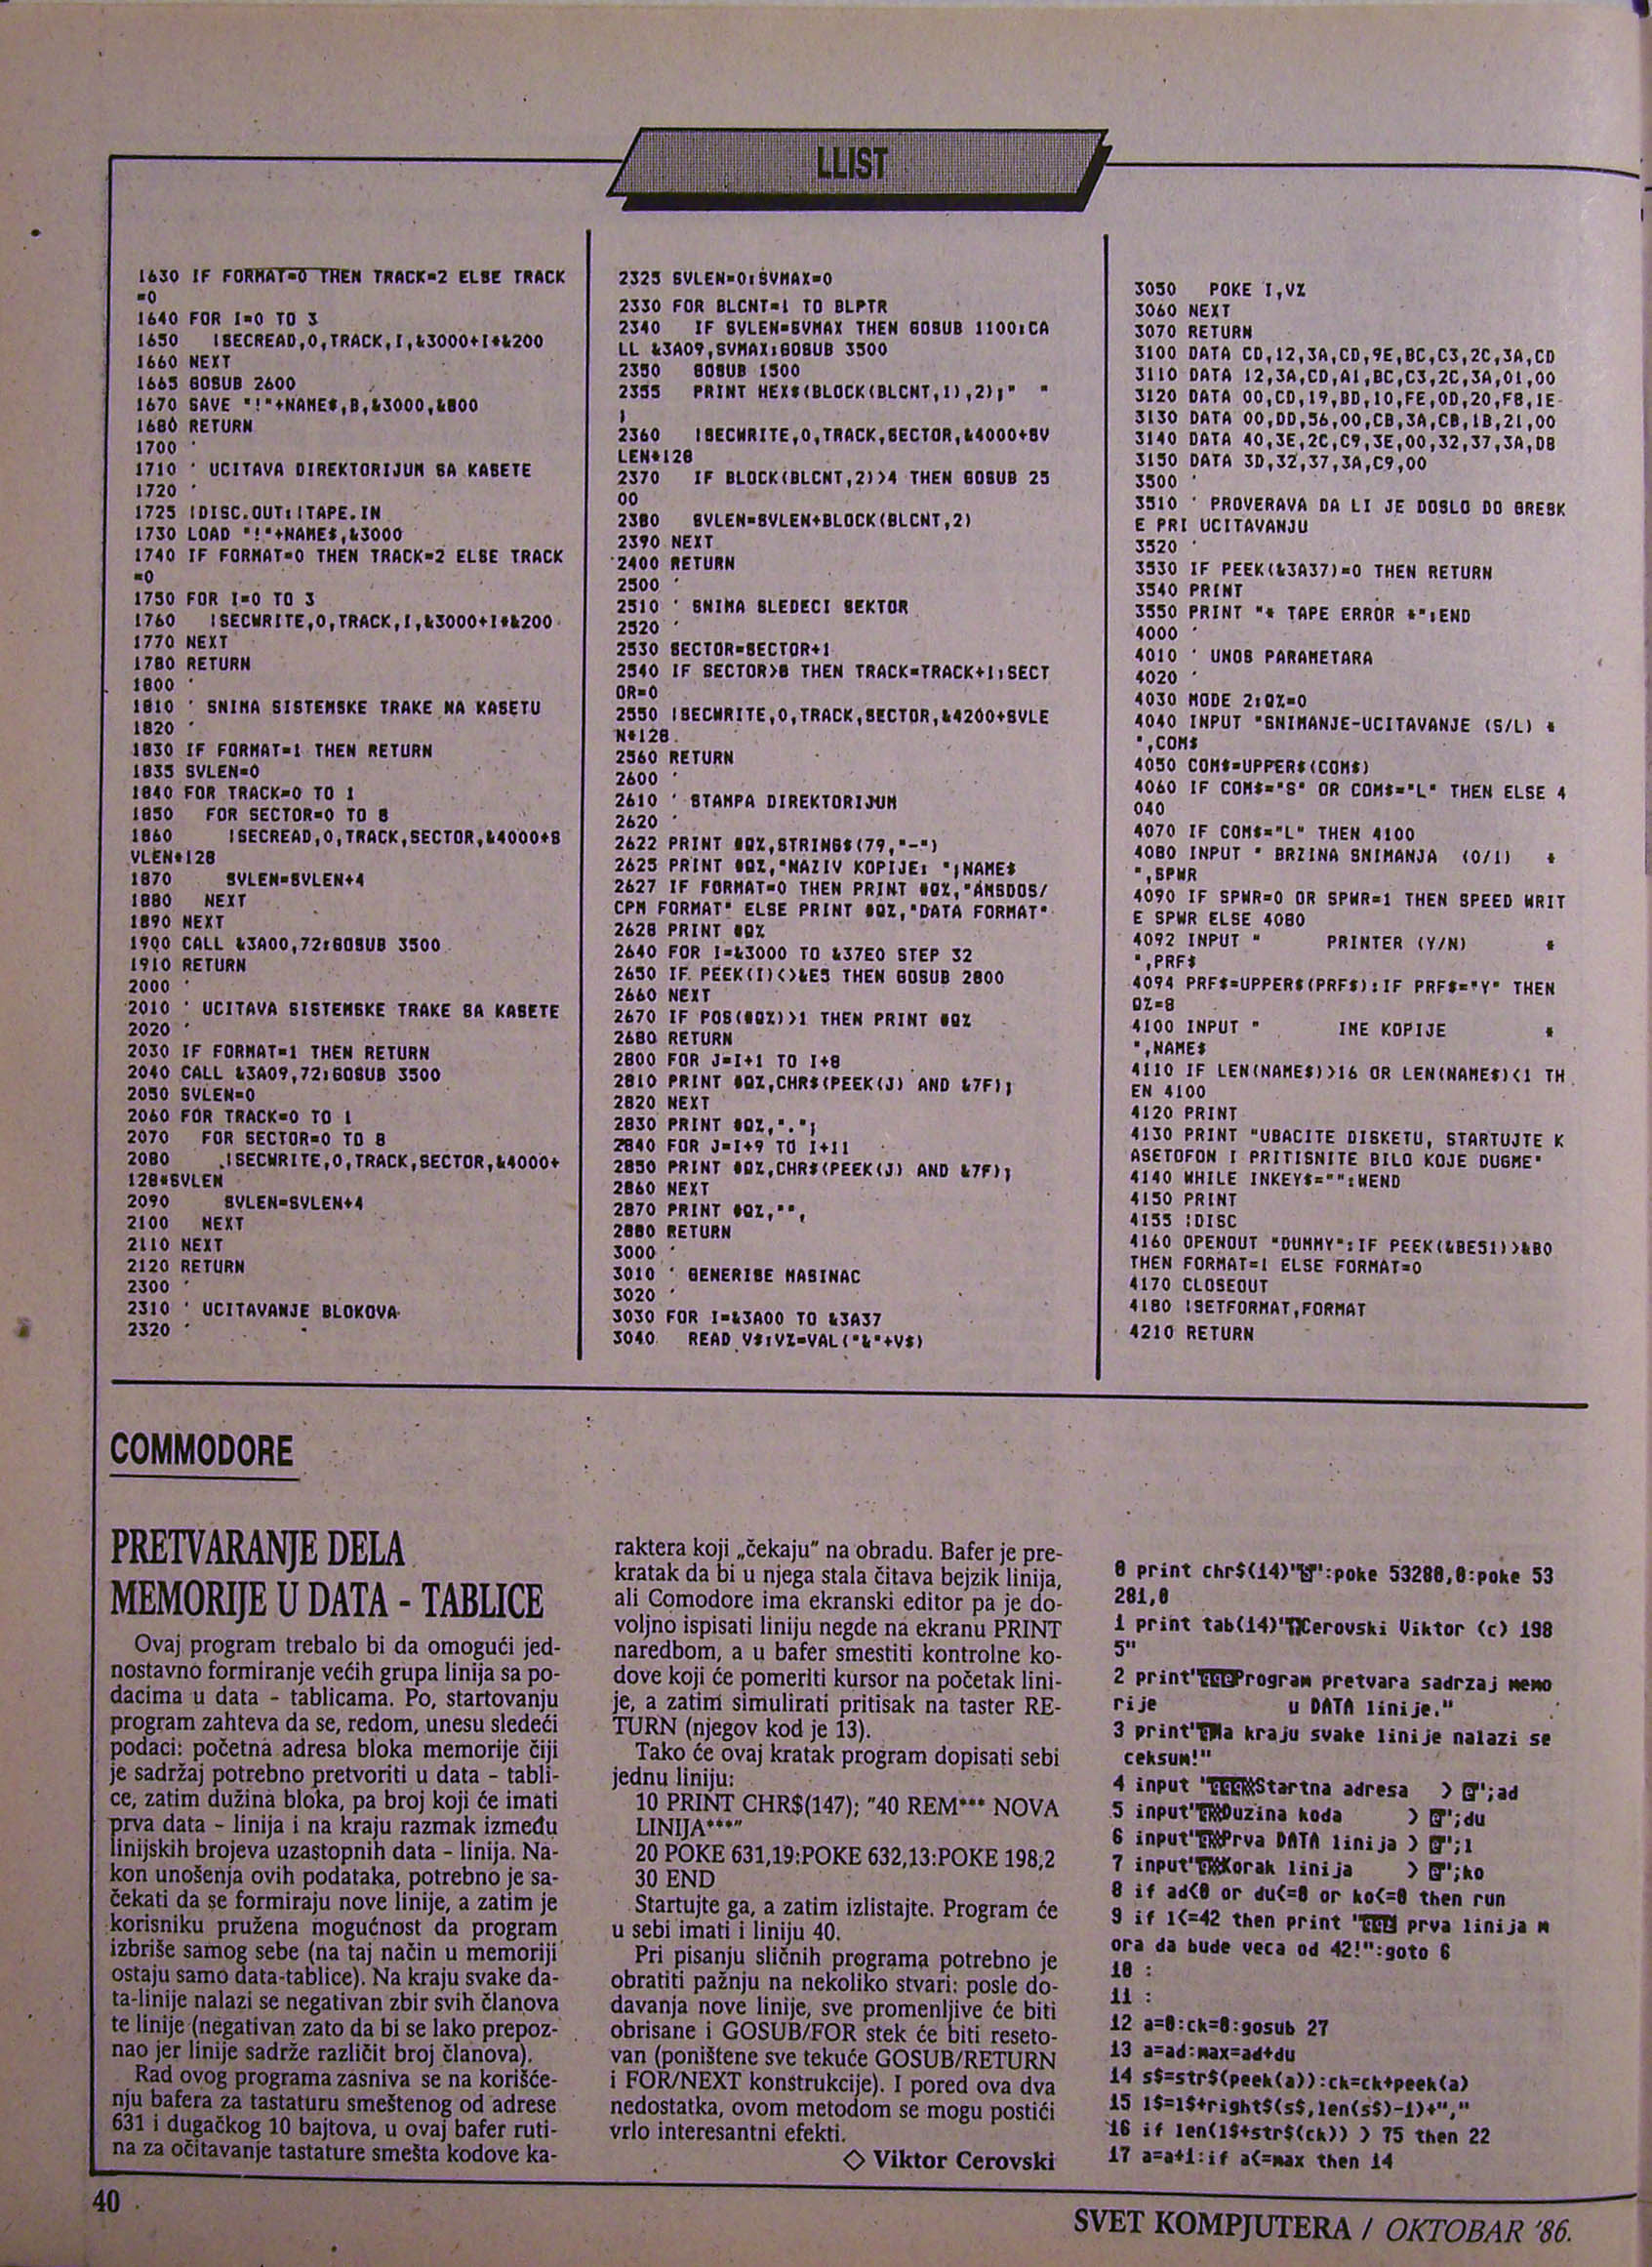 LLIST
1630 IF FORMAT=0 THEN TRACK=2 ELSE TRACK
=0
1640 FOR I=0 TO 3
1650   |SECREAD,0,TRACK,I,&3000+I*&200
1660 NEXT
1665 GOSUB 2600
1670 SAVE "!"+NAME$,B,&3000,&800
1680 RETURN
1700 '
1710 ' UCITAVA DIREKTORIJUM SA KASETE
1720 '
1725 |DISC.OUT:|TAPE.IN
1730 LOAD "!"+NAME$,&3000
1740 IF FORMAT=0 THEN TRACK=2 ELSE TRACK
=0
1750 FOR I=0 TO 3
1760   |SECWRITE,0,TRACK,I,&3000+I*&200
1770 NEXT
1780 RETURN
1800 '
1810 ' SNIMA SISTEMSKE TRAKE NA KASETU
1820 '
1830 IF FORMAT=1 THEN RETURN
1835 SVLEN=0
1840 FOR TRACK=0 TO 1
1850   FOR SECTOR=0 TO 8
1860     |SECREAD,0,TRACK,SECTOR,&4000+S
VLEN*128
1870     SVLEN=SVLEN+4
1880   NEXT
1890 NEXT
1900 CALL &3A00,72:GOSUB 3500
1910 RETURN
2000 '
2010 ' UCITAVA SISTEMSKE TRAKE SA KASETE
2020 '
2030 IF FORMAT=1 THEN RETURN
2040 CALL &3A09,72:GOSUB 3500
2050 SVLEN=0
2060 FOR TRACK=0 TO 1
2070   FOR SECTOR=0 TO 8
2080     |SECWRITE,0,TRACK,SECTOR,&4000+
128*SVLEN
2090     SVLEN=SVLEN+4
2100   NEXT
2110 NEXT
2120 RETURN
2300 '
2310 ' UCITAVANJE BLOKOVA
2320 '
2325 SVLEN=0:SVMAX=0
2330 FOR BLCNT=1 TO BLPTR
2340   IF SVLEN=SVMAX THEN GOSUB 1100:CA
LL &3A09,SVMAX:GOSUB 3500
2350   GOSUB 1500
2355   PRINT HEX$(BLOCK(BLCNT,1),2);"  "
;
2360   |SECWRITE,0,TRACK,SECTOR,&4000+SV
LEN*128
2370   IF BLOCK(BLCNT,2)>4 THEN GOSUB 25
00
2380   SVLEN=SVLEN+BLOCK(BLCNT,2)
2390 NEXT
2400 RETURN
2500 '
2510 ' SNIMA SLEDECI SEKTOR
2520 '
2530 SECTOR=SECTOR+1
2540 IF SECTOR>8 THEN TRACK=TRACK+1:SECT
OR=0
2550 |SECWRITE,0,TRACK,SECTOR,&4200+SVLE
N*128
2560 RETURN
2600 '
2610 ' STAMPA DIREKTORIJUM
2620 '
2622 PRINT #Q%,STRING$(79,"-")
2625 PRINT #Q%,"NAZIV KOPIJE: ";NAME$
2627 IF FORMAT=0 THEN PRINT #Q%,"AMSDOS/
CPM FORMAT" ELSE PRINT #Q%,"DATA FORMAT"
2628 PRINT #Q%
2640 FOR I=&3000 TO &37E0 STEP 32
2650 IF PEEK(I)<>&E5 THEN GOSUB 2800
2660 NEXT
2670 IF POS(#Q%)>1 THEN PRINT #Q%
2680 RETURN
2800 FOR J=I+1 TO I+8
2810 PRINT #Q%,CHR$(PEEK(J) AND &7F);
2820 NEXT
2830 PRINT #Q%,".";
2840 FOR J=I+9 TO I+11
2850 PRINT #Q%,CHR$(PEEK(J) AND &7F);
2860 NEXT
2870 PRINT #Q%,"",
2880 RETURN
3000 '
3010 ' GENERISE MASINAC
3020 '
3030 FOR I=&3A00 TO &3A37
3040   READ V$:V%=VAL("&"+V$)
3050   POKE I,V%
3060 NEXT
3070 RETURN
3100 DATA CD,12,3A,CD,9E,BC,C3,2C,3A,CD
3110 DATA 12,3A,CD,A1,BC,C3,2C,3A,01,00
3120 DATA 00,CD,19,BD,10,FE,0D,20,F8,1E
3130 DATA 00,DD,56,00,CB,3A,CB,1B,21,00
3140 DATA 40,3E,2C,C9,3E,00,32,37,3A,D8
3150 DATA 3D,32,37,3A,C9,00
3500 '
3510 ' PROVERAVA DA LI JE DOSLO DO GRESK
E PRI UCITAVANJU
3520 '
3530 IF PEEK(&3A37)=0 THEN RETURN
3540 PRINT
3550 PRINT "* TAPE ERROR *":END
4000 '
4010 ' UNOS PARAMETARA
4020 '
4030 MODE 2:Q%=0
4040 INPUT "SNIMANJE-UCITAVANJE (S/L) *
",COM$
4050 COM$=UPPER$(COM$)
4060 IF COM$="S" OR COM$="L" THEN ELSE 4
040
4070 IF COM$="L" THEN 4100
4080 INPUT " BRZINA SNIMANJA  (0/1)   *
",SPWR
4090 IF SPWR=0 OR SPWR=1 THEN SPEED WRIT
E SPWR ELSE 4080
4092 INPUT "      PRINTER (Y/N)       *
",PRF$
4094 PRF$=UPPER$(PRF$):IF PRF$="Y" THEN
Q%=8
4100 INPUT "       IME KOPIJE         *
",NAME$
4110 IF LEN(NAME$)>16 OR LEN(NAME$)<1 TH
EN 4100
4120 PRINT
4130 PRINT "UBACITE DISKETU, STARTUJTE K
ASETOFON I PRITISNITE BILO KOJE DUGME"
4140 WHILE INKEY$="":WEND
4150 PRINT
4155 |DISC
4160 OPENOUT "DUMMY":IF PEEK(&BE51)>&B0
THEN FORMAT=1 ELSE FORMAT=0
4170 CLOSEOUT
4180 |SETFORMAT,FORMAT
4210 RETURN
COMMODORE
PRETVARANJE DELA
MEMORIJE U DATA - TABLICE
Ovaj program trebalo bi da omogući jed-
nostavno formiranje većih grupa linija sa po-
dacima u data - tablicama. Po, startovanju
program zahteva da se, redom, unesu sledeći
podaci: početna adresa bloka memorije čiji
je sadržaj potrebno pretvoriti u data - tabli-
ce, zatim dužina bloka, pa broj koji će imati
prva data - linija i na kraju razmak između
linijskih brojeva uzastopnih data - linija. Na-
kon unošenja ovih podataka, potrebno je sa-
čekati da se formiraju nove linije, a zatim je
korisniku pružena mogućnost da program
izbriše samog sebe (na taj način u memoriji
ostaju samo data-tablice). Na kraju svake da-
ta-linije nalazi se negativan zbir svih članova
te linije (negativan zato da bi se lako prepoz-
nao jer linije sadrže različit broj članova).
Rad ovog programa zasniva se na korišće-
nju bafera za tastaturu smeštenog od adrese
631 i dugačkog 10 bajtova, u ovaj bafer ruti-
na za očitavanje tastature smešta kodove ka-
raktera koji „čekaju" na obradu. Bafer je pre-
kratak da bi u njega stala čitava bejzik linija,
ali Comodore ima ekranski editor pa je do-
voljno ispisati liniju negde na ekranu PRINT
naredbom, a u bafer smestiti kontrolne ko-
dove koji će pomeriti kursor na početak lini-
je, a zatim simulirati pritisak na taster RE-
TURN (njegov kod je 13).
Tako će ovaj kratak program dopisati sebi
jednu liniju:
10 PRINT CHR$(147); "40 REM*** NOVA
LINIJA***"
20 POKE 631,19:POKE 632,13:POKE 198,2
30 END
Startujte ga, a zatim izlistajte. Program će
u sebi imati i liniju 40.
Pri pisanju sličnih programa potrebno je
obratiti pažnju na nekoliko stvari: posle do-
davanja nove linije, sve promenljive će biti
obrisane i GOSUB/FOR stek će biti reseto-
van (poništene sve tekuće GOSUB/RETURN
i FOR/NEXT konstrukcije). I pored ova dva
nedostatka, ovom metodom se mogu postići
vrlo interesantni efekti.
◇ Viktor Cerovski
0 print chr$(14)"":poke 53280,0:poke 53
281,0
1 print tab(14)"Cerovski Viktor (c) 198
5"
2 print"Program pretvara sadrzaj memo
rije            u DATA linije."
3 print"Na kraju svake linije nalazi se
ceksum!"
4 input "Startna adresa   > ";ad
5 input"Duzina koda      > ";du
6 input"Prva DATA linija > ";l
7 input"Korak linija     > ";ko
8 if ad<0 or du<=0 or ko<=0 then run
9 if l<=42 then print " prva linija m
ora da bude veca od 42!":goto 6
10 :
11 :
12 a=0:ck=0:gosub 27
13 a=ad:max=ad+du
14 s$=str$(peek(a)):ck=ck+peek(a)
15 l$=l$+right$(s$,len(s$)-1)+","
16 if len(l$+str$(ck)) > 75 then 22
17 a=a+1:if a<=max then 14
40
SVET KOMPJUTERA / OKTOBAR '86.